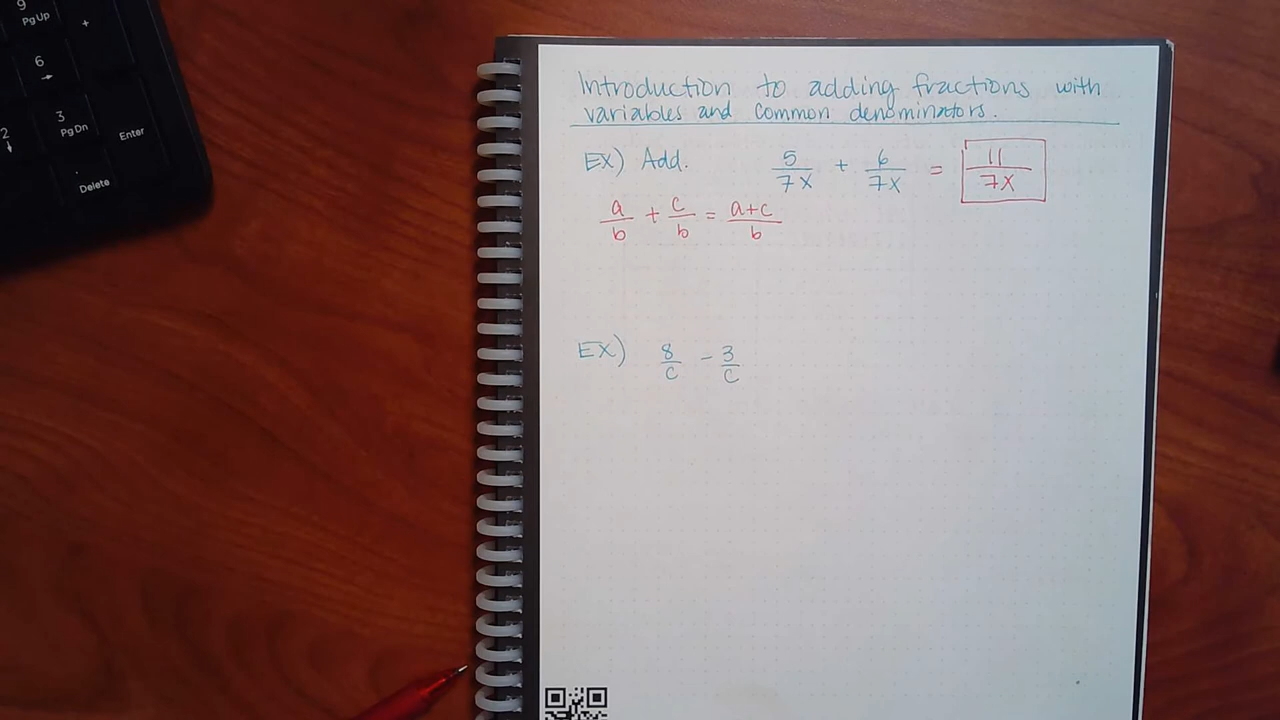 9
PgUp
+
6
→
3
PgDn
2
↓
Enter
.
Delete
Introduction to adding fractions with
variables and common denominators.
EX) Add. 5/7X + 6/7X = 11/7X
a/b + c/b = a+c/b
EX) 8/c - 3/c